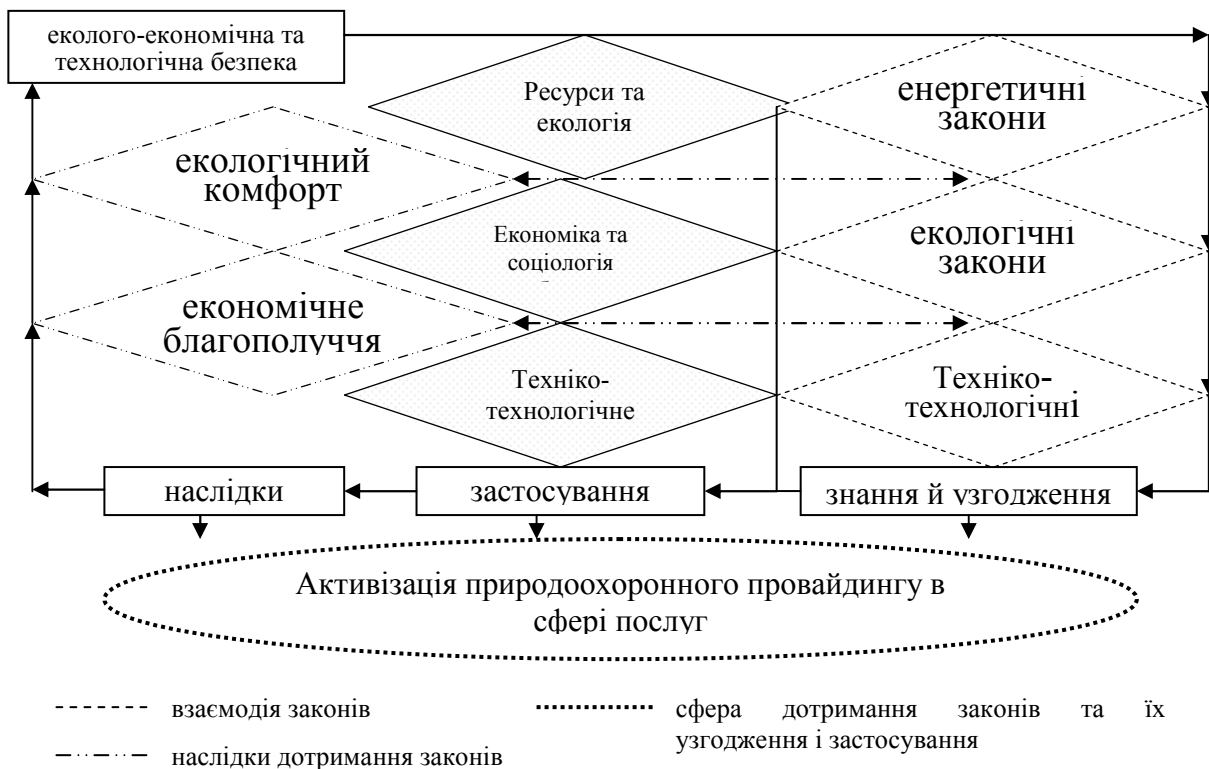 еколого-економічна та
технологічна безпека
Ресурси та
екологія
енергетичні
закони
екологічний
комфорт
Економіка та
соціологія
екологічні
закони
економічне
благополуччя
Техніко-
технологічне
Техніко-
технологічні
наслідки
застосування
знання й узгодження
Активізація природоохоронного провайдингу в
сфері послуг
взаємодія законів
наслідки дотримання законів
сфера дотримання законів та їх
узгодження і застосування